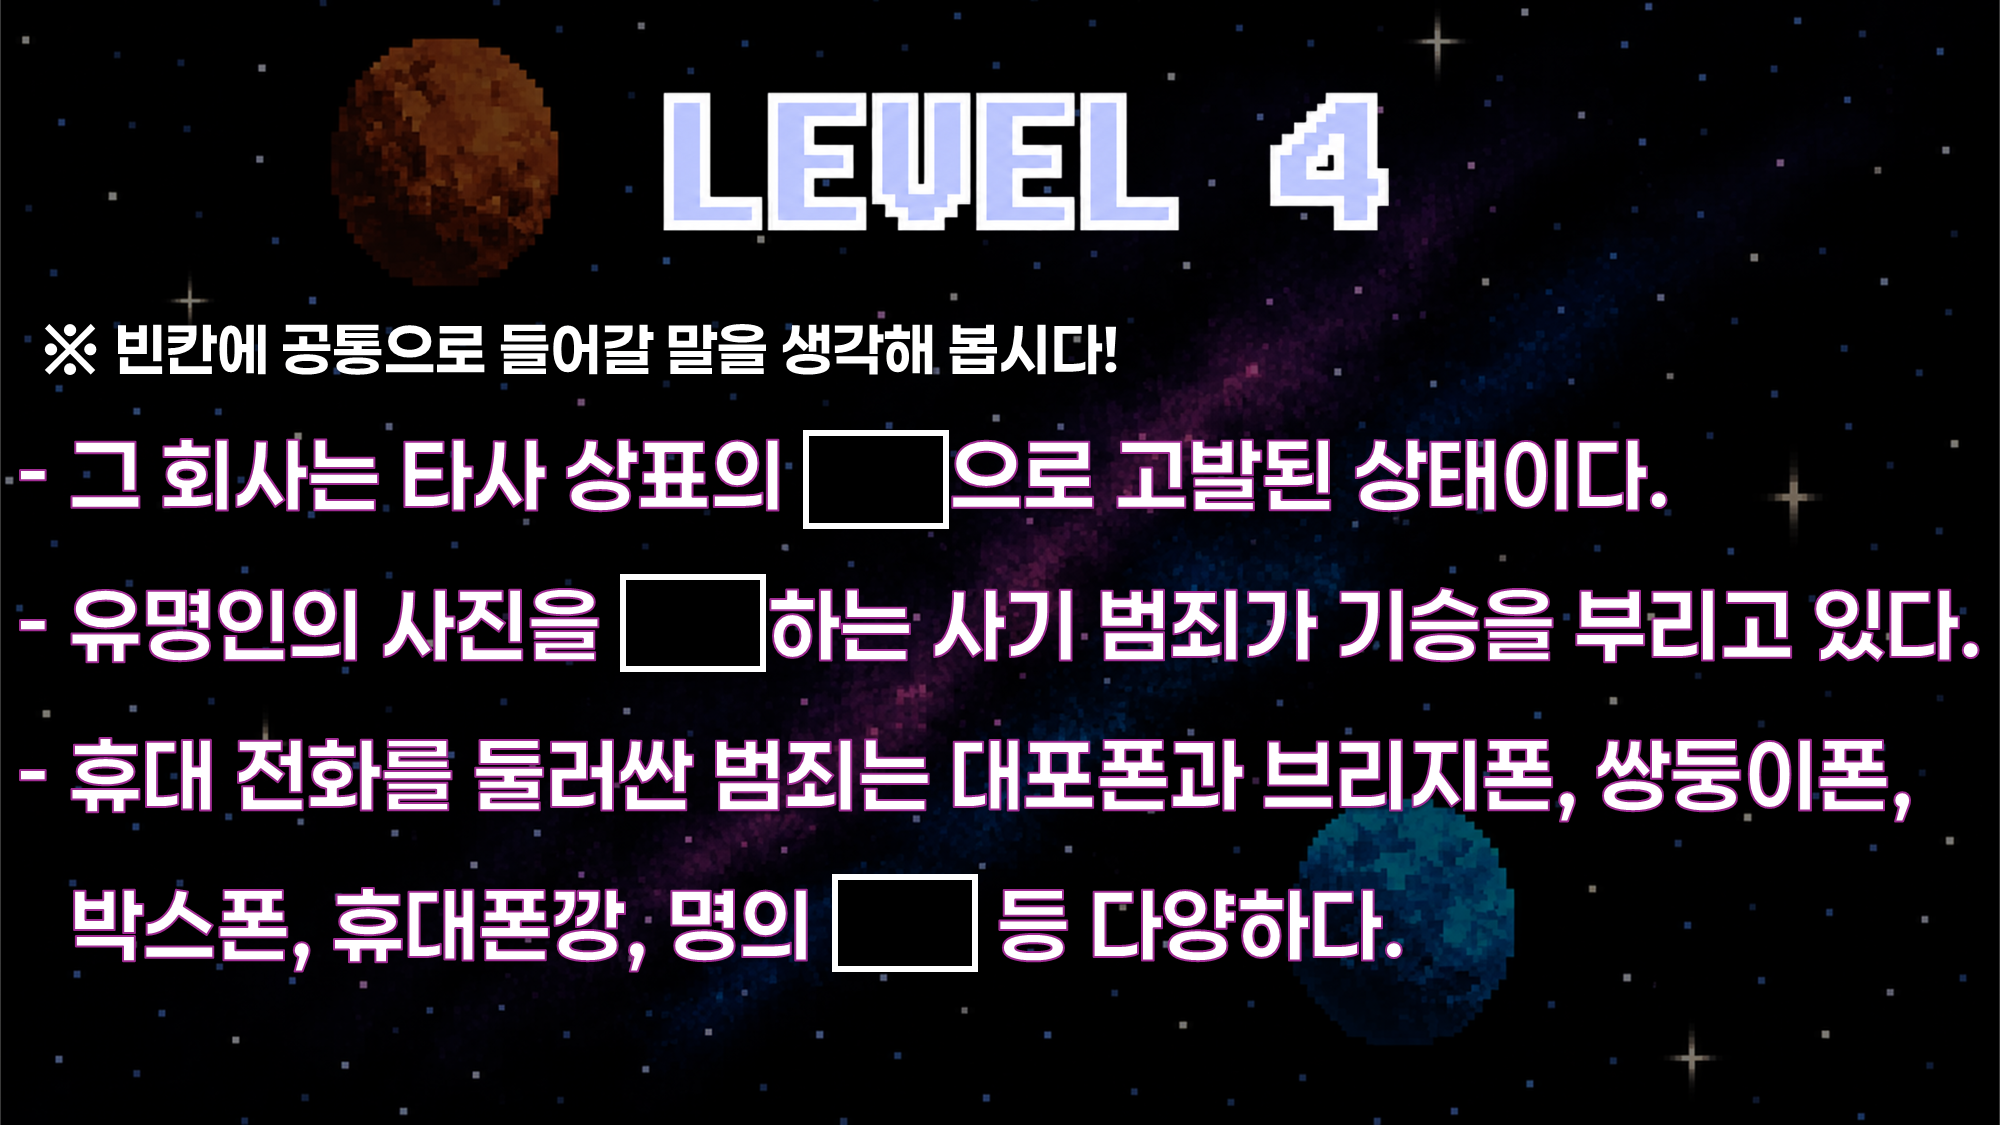 LEVEL 4
※ 빈칸에 공통으로 들어갈 말을 생각해 봅시다!
- 그 회사는 타사 상표의 으로 고발된 상태이다.
- 유명인의 사진을 하는 사기 범죄가 기승을 부리고 있다.
- 휴대 전화를 둘러싼 범죄는 대포폰과 브리지폰, 쌍둥이폰,
박스폰, 휴대폰깡, 명의 등 다양하다.